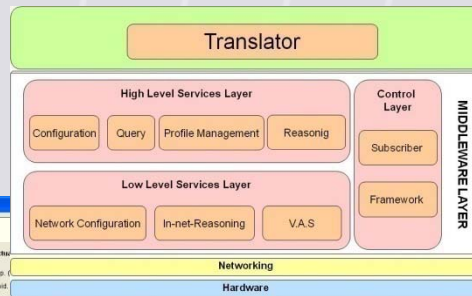 Translator
High Level Services Layer
Configuration
Query
Profile Management
Reasonig
Control
Layer
Subscriber
Framework
MIDDLEWARE LAYER
Low Level Services Layer
Network Configuration
In-net-Reasoning
V.A.S
Networking
Hardware